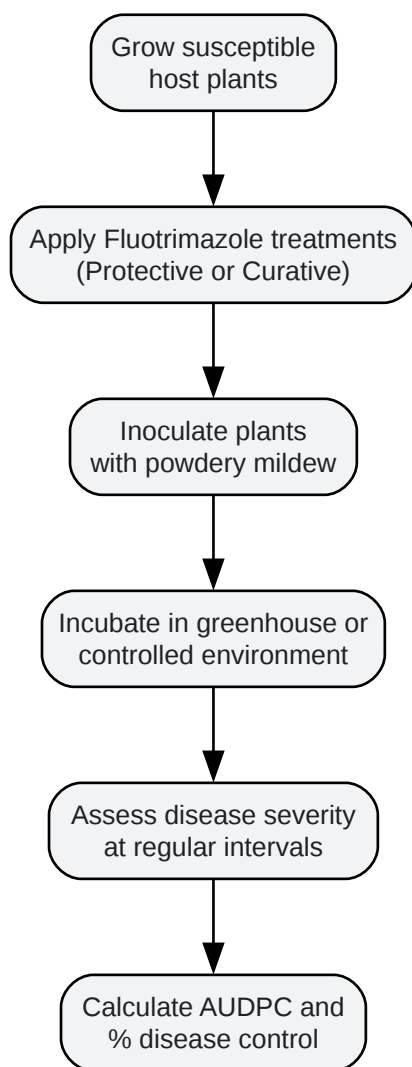 Grow susceptible
host plants
Apply Fluotrimazole treatments
(Protective or Curative)
Inoculate plants
with powdery mildew
Incubate in greenhouse or
controlled environment
Assess disease severity
at regular intervals
Calculate AUDPC and
% disease control